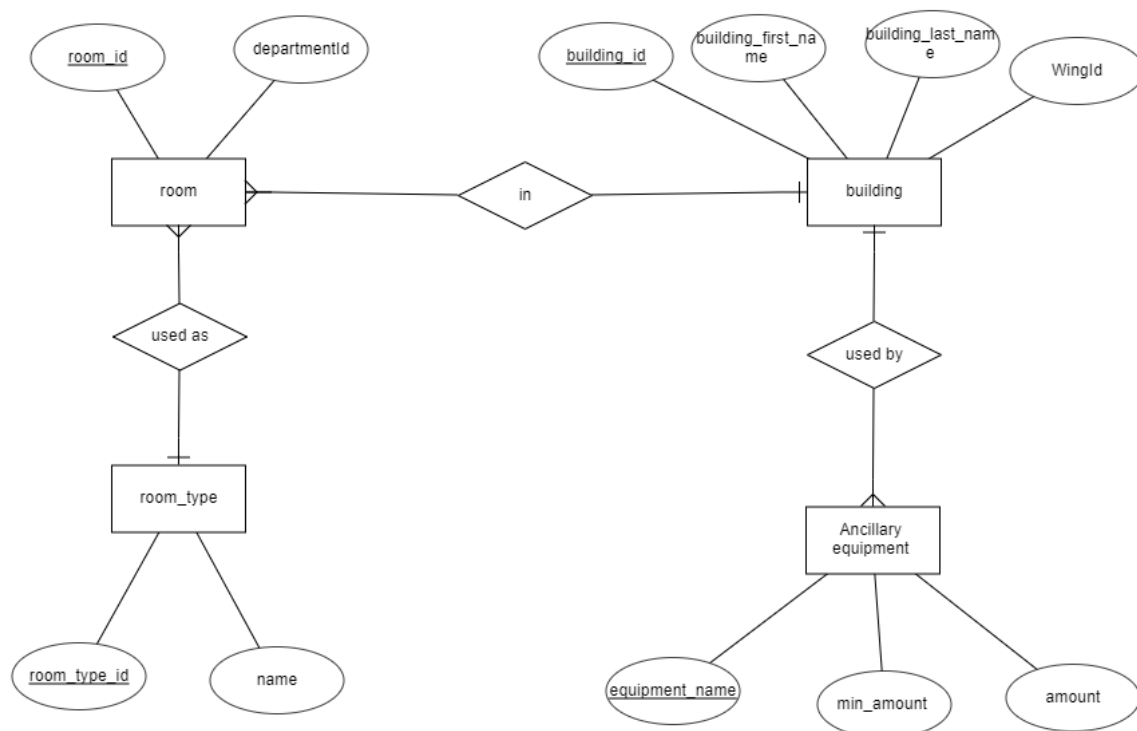 room_id
departmentId
building_id
building_first_na
me
building_last_nam
e
WingId
room
in
building
used as
used by
room_type
Ancillary
equipment
room_type_id
name
equipment_name
min_amount
amount